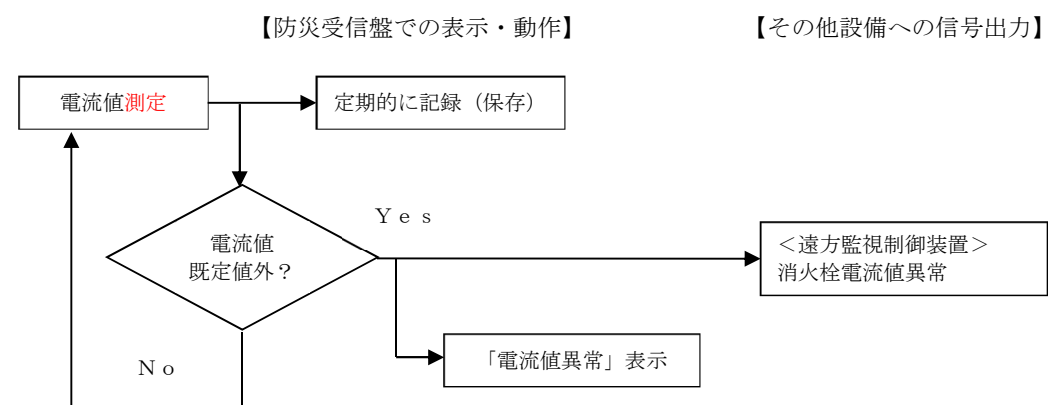 【防災受信盤での表示・動作】
【その他設備への信号出力】
電流値測定
定期的に記録（保存）
Ｙｅｓ
電流値
既定値外？
＜遠方監視制御装置＞
消火栓電流値異常
「電流値異常」表示
Ｎｏ